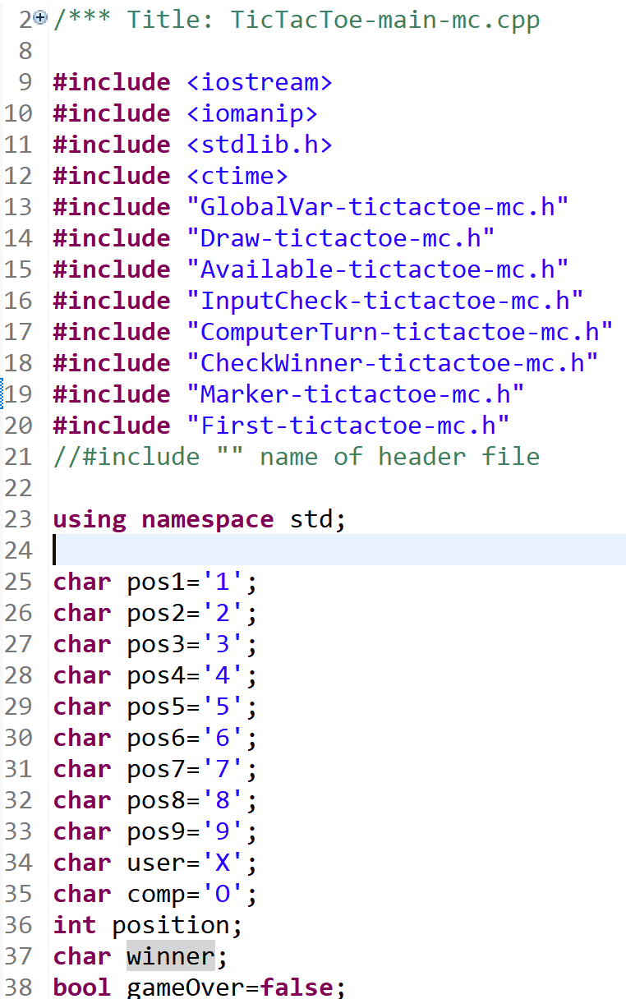 2 /*** Title: TicTacToe-main-mc.cpp
8
9 #include <iostream>
10 #include <iomanip>
11 #include <stdlib.h>
12 #include <ctime>
13 #include "GlobalVar-tictactoe-mc.h"
14 #include "Draw-tictactoe-mc.h"
15 #include "Available-tictactoe-mc.h"
16 #include "InputCheck-tictactoe-mc.h"
17 #include "ComputerTurn-tictactoe-mc.h"
18 #include "CheckWinner-tictactoe-mc.h"
19 #include "Marker-tictactoe-mc.h"
20 #include "First-tictactoe-mc.h"
21 //#include "" name of header file
22
23 using namespace std;
24
25 char pos1='1';
26 char pos2='2';
27 char pos3='3';
28 char pos4='4';
29 char pos5='5';
30 char pos6='6';
31 char pos7='7';
32 char pos8='8';
33 char pos9='9';
34 char user='X';
35 char comp='O';
36 int position;
37 char winner;
38 bool gameOver=false;